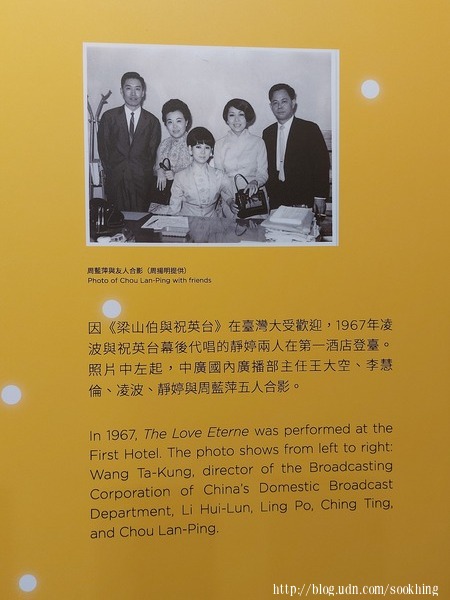 周藍萍與友人合影（周揚明提供）
Photo of Chou Lan-Ping with friends
因《梁山伯與祝英台》在臺灣大受歡迎，1967年凌
波與祝英台幕後代唱的靜婷兩人在第一酒店登臺。
照片中左起，中廣國內廣播部主任王大空、李慧
倫、凌波、靜婷與周藍萍五人合影。
In 1967, The Love Eterne was performed at the
First Hotel. The photo shows from left to right:
Wang Ta-Kung, director of the Broadcasting
Corporation of China's Domestic Broadcast
Department, Li Hui-Lun, Ling Po, Ching Ting,
and Chou Lan-Ping.
http://blog.udn.com/sookhing